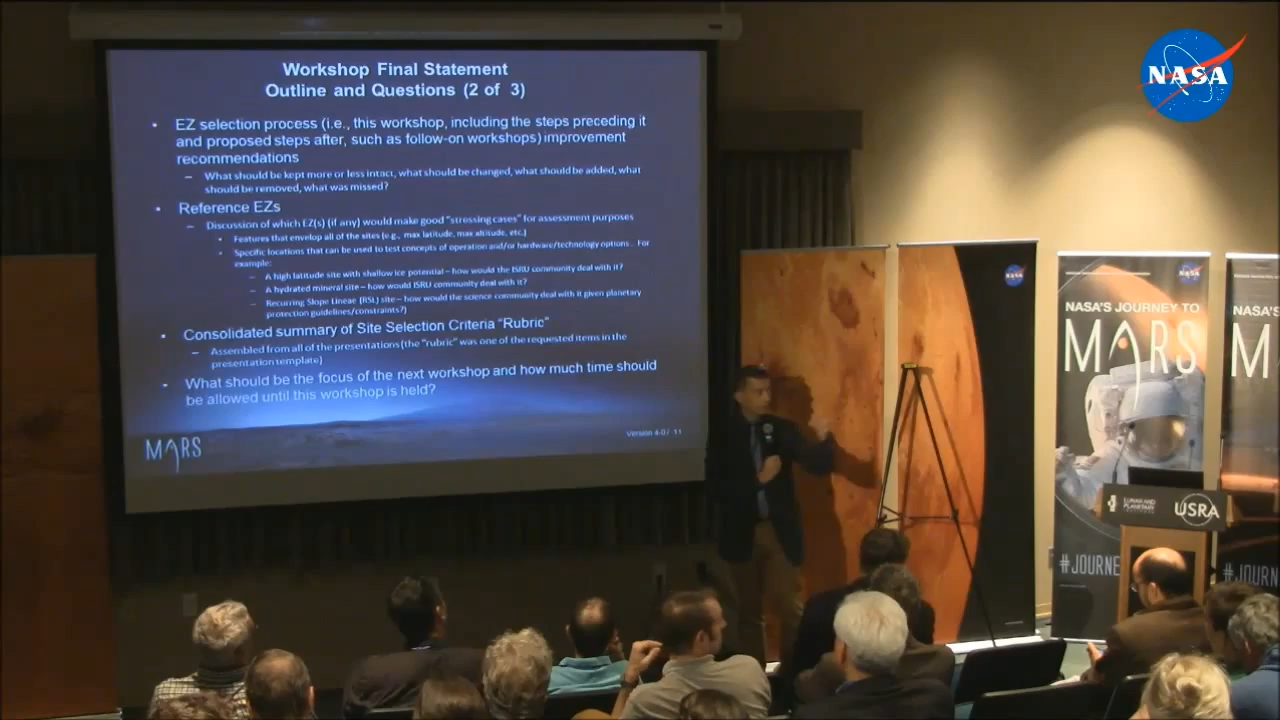 NASA
Workshop Final Statement
Outline and Questions (2 of 3)
• EZ selection process (i.e., this workshop, including the steps preceding it
and proposed steps after, such as follow-on workshops) improvement
recommendations
– What should be kept more or less intact, what should be changed, what should be added, what
should be removed, what was missed?
• Reference EZs
– Discussion of which EZ(s) (if any) would make good "stressing cases" for assessment purposes
• Features that envelop all of the sites (e.g., max latitude, max altitude, etc.)
• Specific locations that can be used to test concepts of operation and/or hardware/technology options. For
example:
– A high latitude site with shallow ice potential – how would the ISRU community deal with it?
– A hydrated mineral site – how would ISRU community deal with it?
– Recurring Slope Lineae (RSL) site – how would the science community deal with it given planetary
protection guidelines/constraints?)
• Consolidated summary of Site Selection Criteria "Rubric"
– Assembled from all of the presentations (the "rubric" was one of the requested items in the
presentation template)
• What should be the focus of the next workshop and how much time should
be allowed until this workshop is held?
MARS
Version 4.0 / 11
NASA
NASA
NASA'S JOURNEY TO
MARS
#JOURNE
NASA'S
M
#JOURN
LUNAR AND
PLANETARY
INSTITUTE
USRA